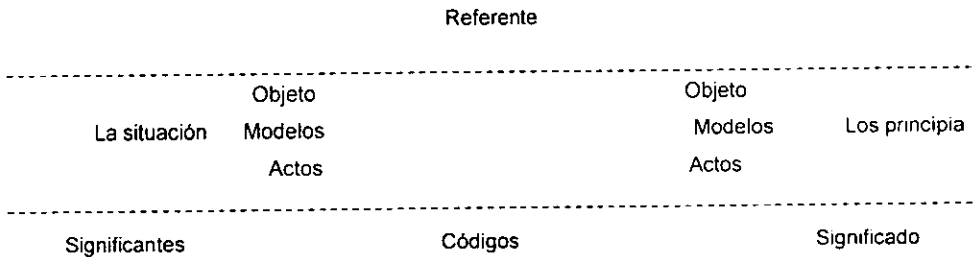 Referente
Objeto Objeto
La situación Modelos Modelos Los principia
Actos Actos
Significantes Códigos Significado